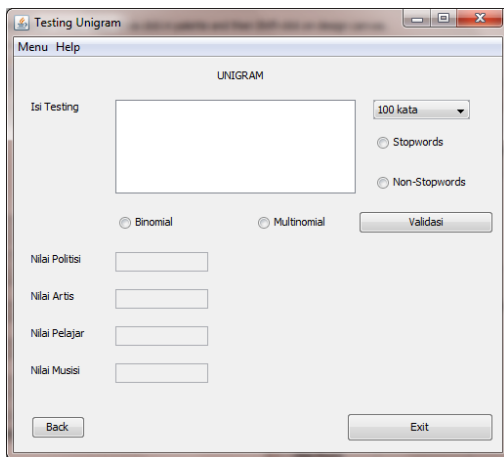 Testing Unigram
Menu Help
UNIGRAM
Isi Testing
100 kata
Stopwords
Non-Stopwords
Binomial Multinomial Validasi
Nilai Politisi
Nilai Artis
Nilai Pelajar
Nilai Musisi
Back Exit